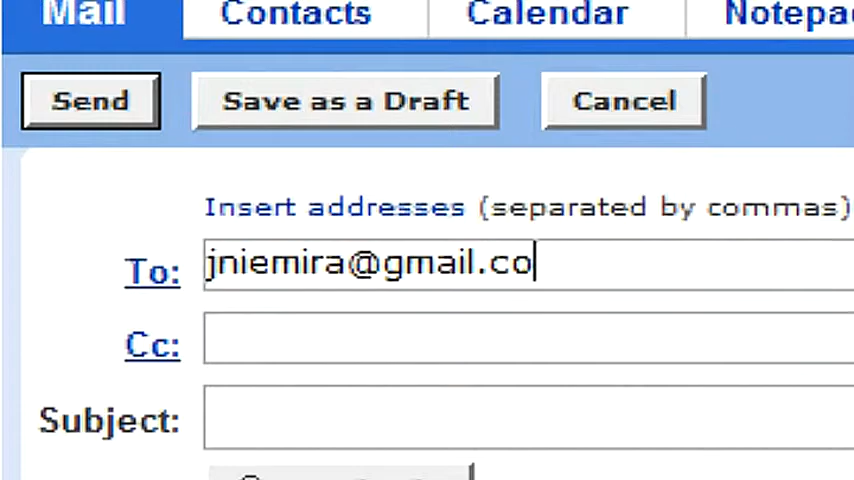 Mail Contacts Calendar Notepa
Send Save as a Draft Cancel
Insert addresses (separated by commas)
To: jniemira@gmail.co
Cc:
Subject: